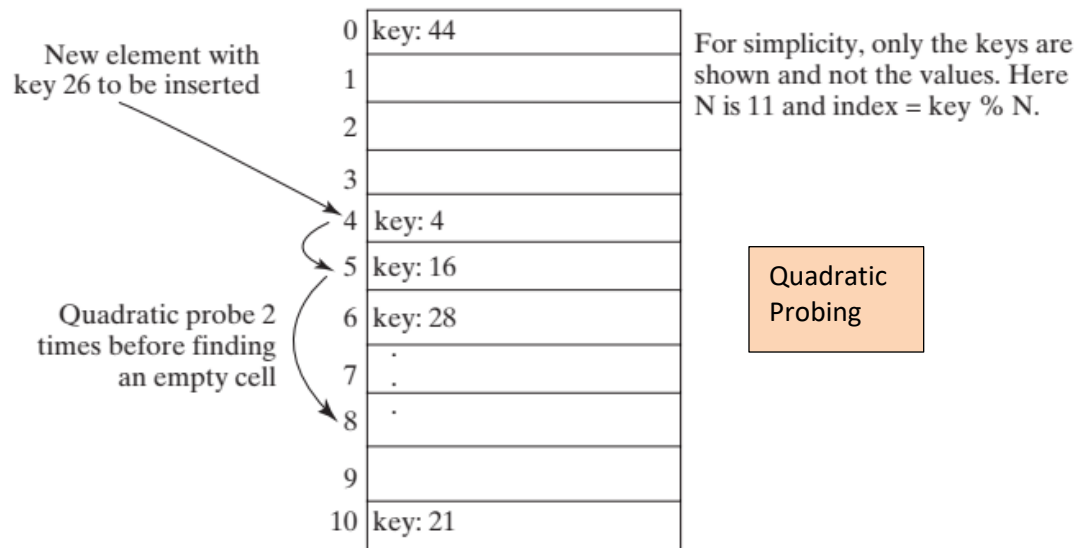 New element with
key 26 to be inserted
0 key: 44
1
2
3
4 key: 4
5 key: 16
6 key: 28
7
8
9
10 key: 21
Quadratic probe 2
times before finding
an empty cell
For simplicity, only the keys are
shown and not the values. Here
N is 11 and index = key % N.
Quadratic
Probing